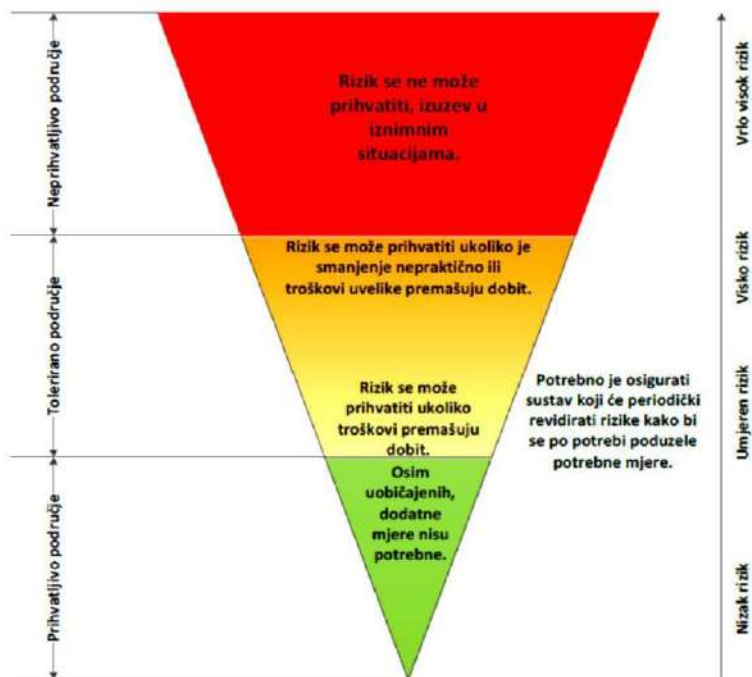 Rizik se ne može
prihvatiti, izuzev u
iznimnim
situacijama.
Rizik se može prihvatiti ukoliko je
smanjenje nepraktično ili
troškovi uvelike premašuju dobit.
Rizik se može
prihvatiti ukoliko
troškovi premašuju
dobit.
Osim
uobičajenih,
dodatne
mjere nisu
potrebne.
Potrebno je osigurati
sustav koji će periodički
revidirati rizike kako bi
se po potrebi poduzele
potrebne mjere.
Neprihvatljivo područje
Tolerirano područje
Prihvatljivo područje
Vrlo visok rizik
Visko rizik
Umjeren rizik
Nizak rizik